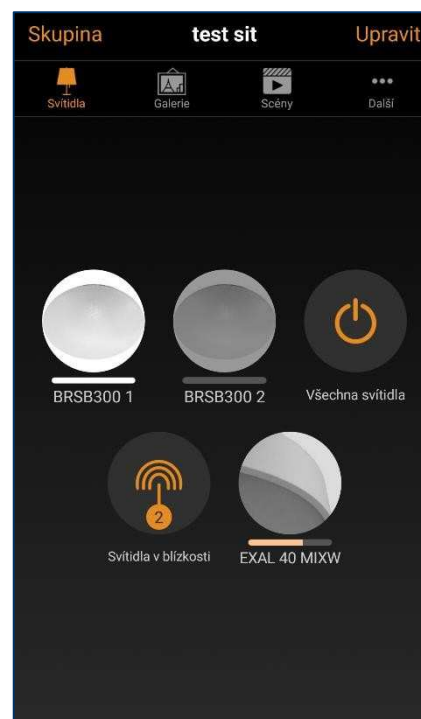 Skupina test sit Upravit
Svítidla Galerie Scény Další
BRSB300 1 BRSB300 2 Všechna svítidla
2
Svítidla v blízkosti EXAL 40 MIXW